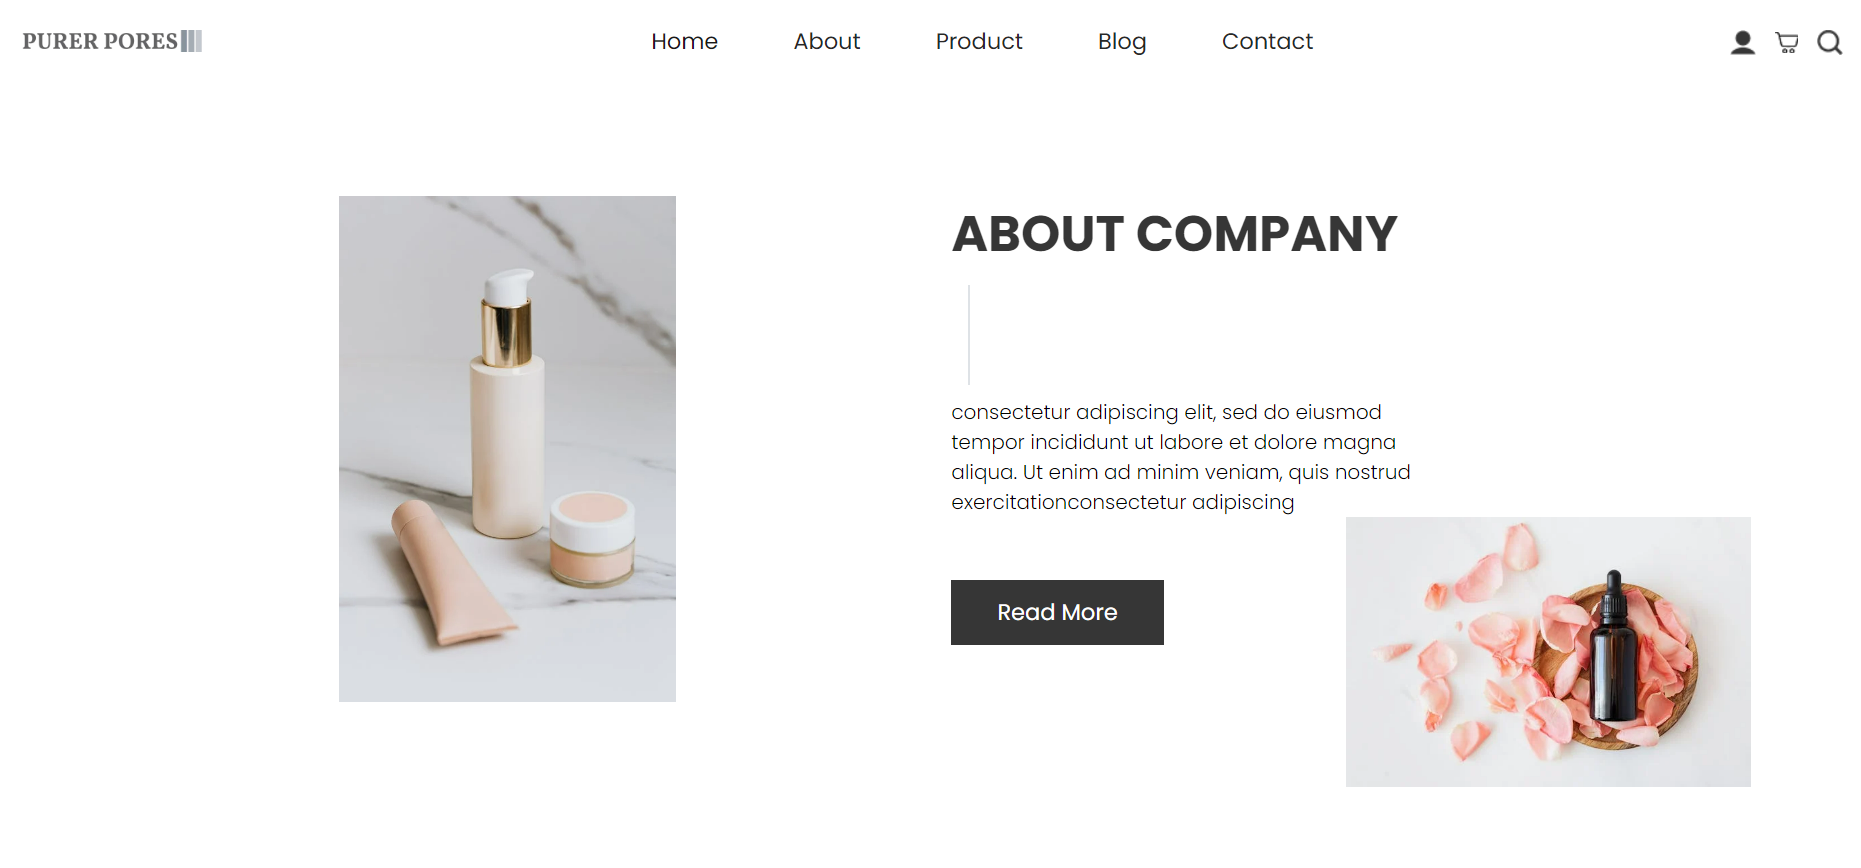 PURER PORES
Home About Product Blog Contact
ABOUT COMPANY
consectetur adipiscing elit, sed do eiusmod
tempor incididunt ut labore et dolore magna
aliqua. Ut enim ad minim veniam, quis nostrud
exercitationconsectetur adipiscing
Read More